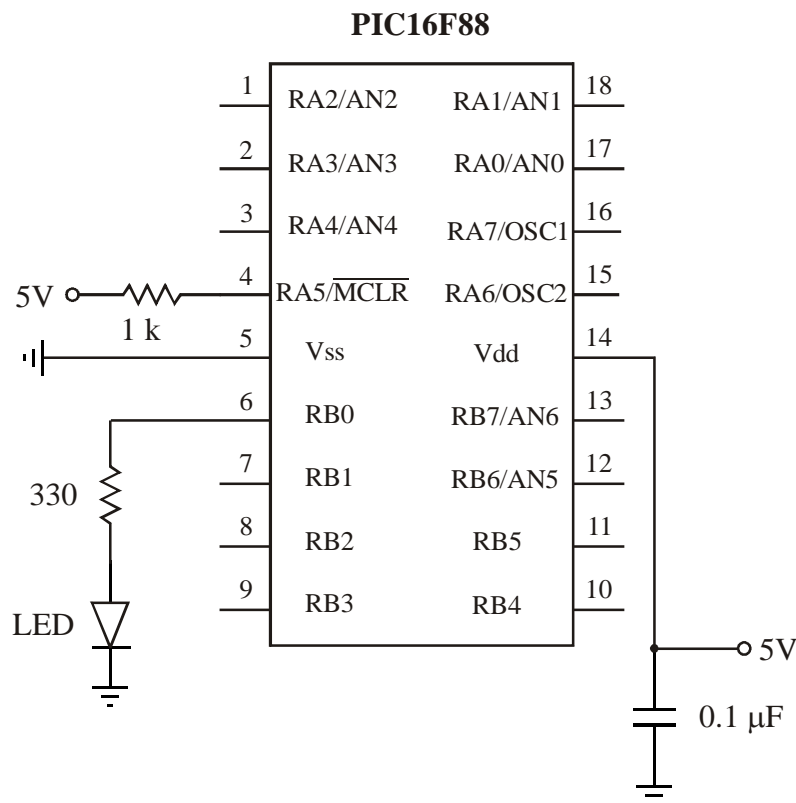 PIC16F88
1 RA2/AN2 RA1/AN1 18
2 RA3/AN3 RA0/AN0 17
3 RA4/AN4 RA7/OSC1 16
5V 1 k 4 RA5/MCLR RA6/OSC2 15
5 Vss Vdd 14
6 RB0 RB7/AN6 13
330 7 RB1 RB6/AN5 12
8 RB2 RB5 11
LED 9 RB3 RB4 10
5V
0.1 µF